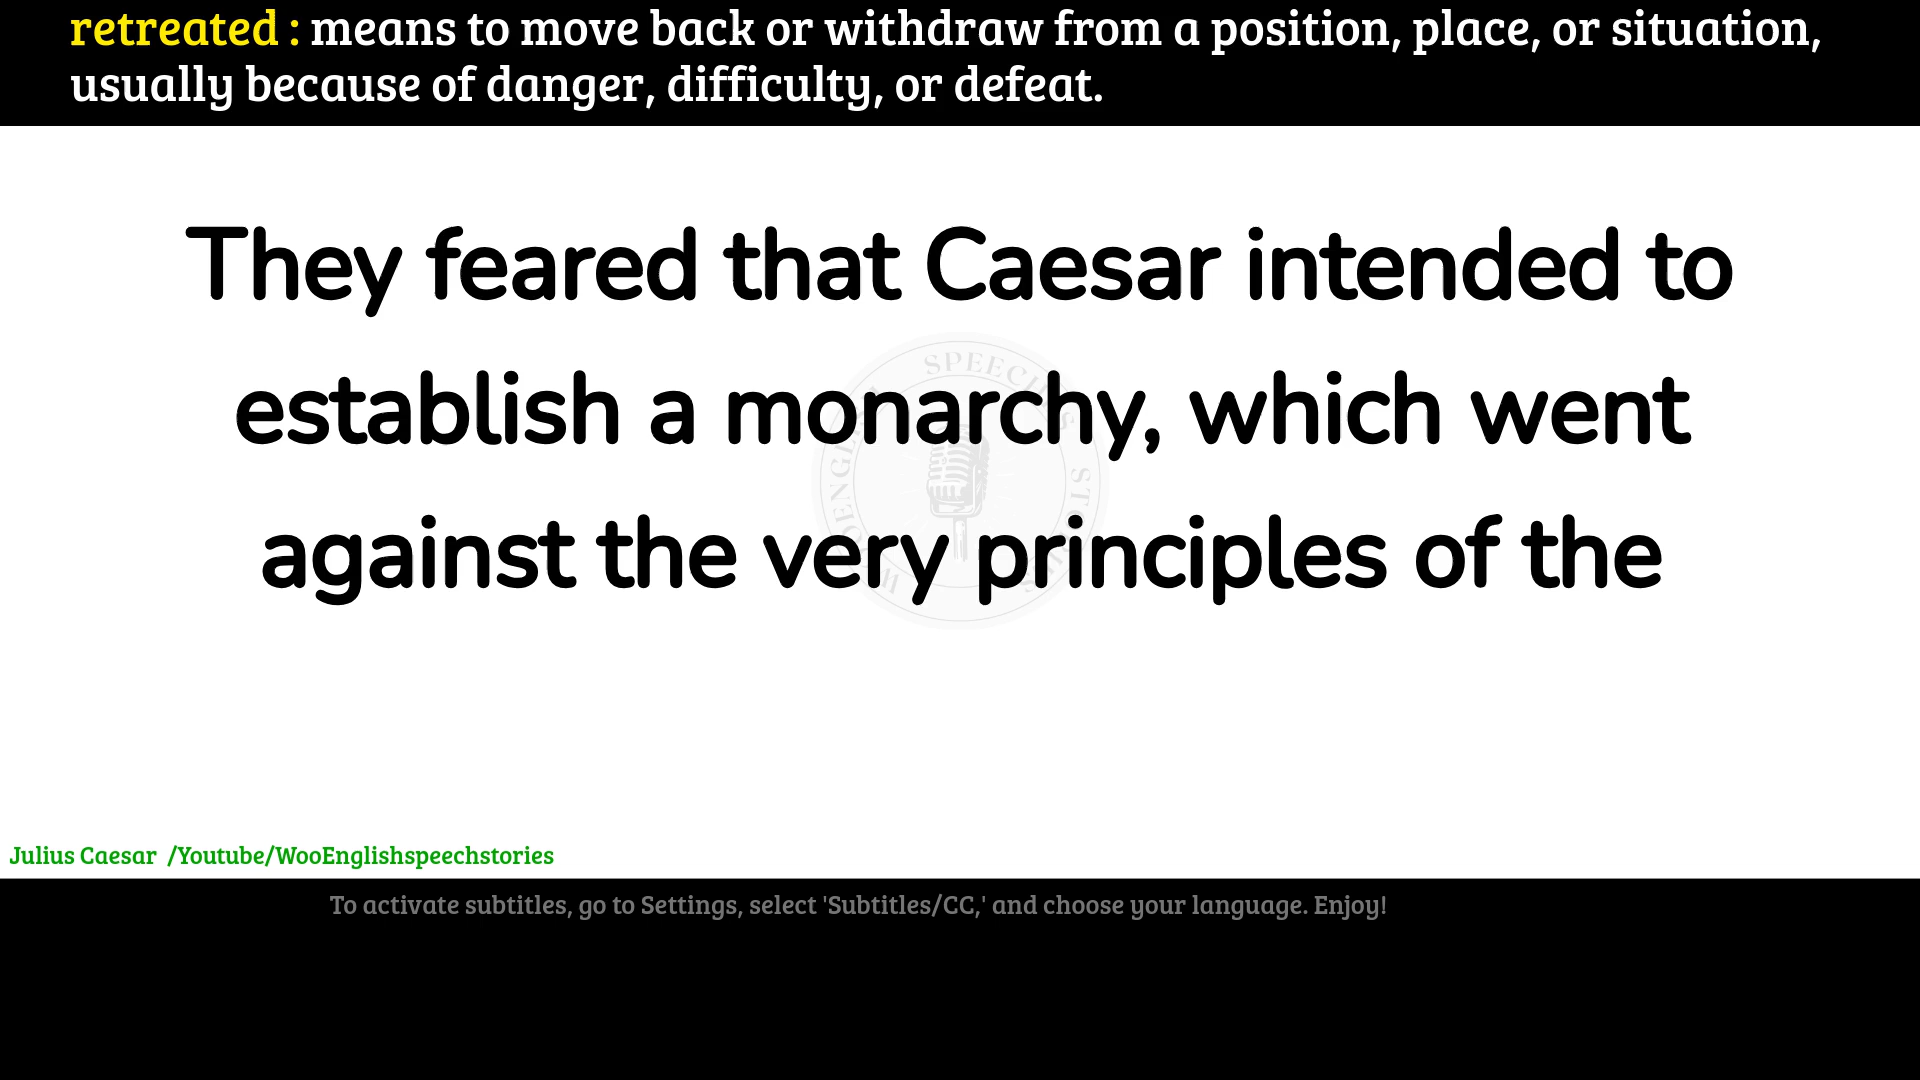 retreated : means to move back or withdraw from a position, place, or situation,
usually because of danger, difficulty, or defeat.
They feared that Caesar intended to
establish a monarchy, which went
against the very principles of the
Julius Caesar /Youtube/WooEnglishspeechstories
To activate subtitles, go to Settings, select 'Subtitles/CC,' and choose your language. Enjoy!